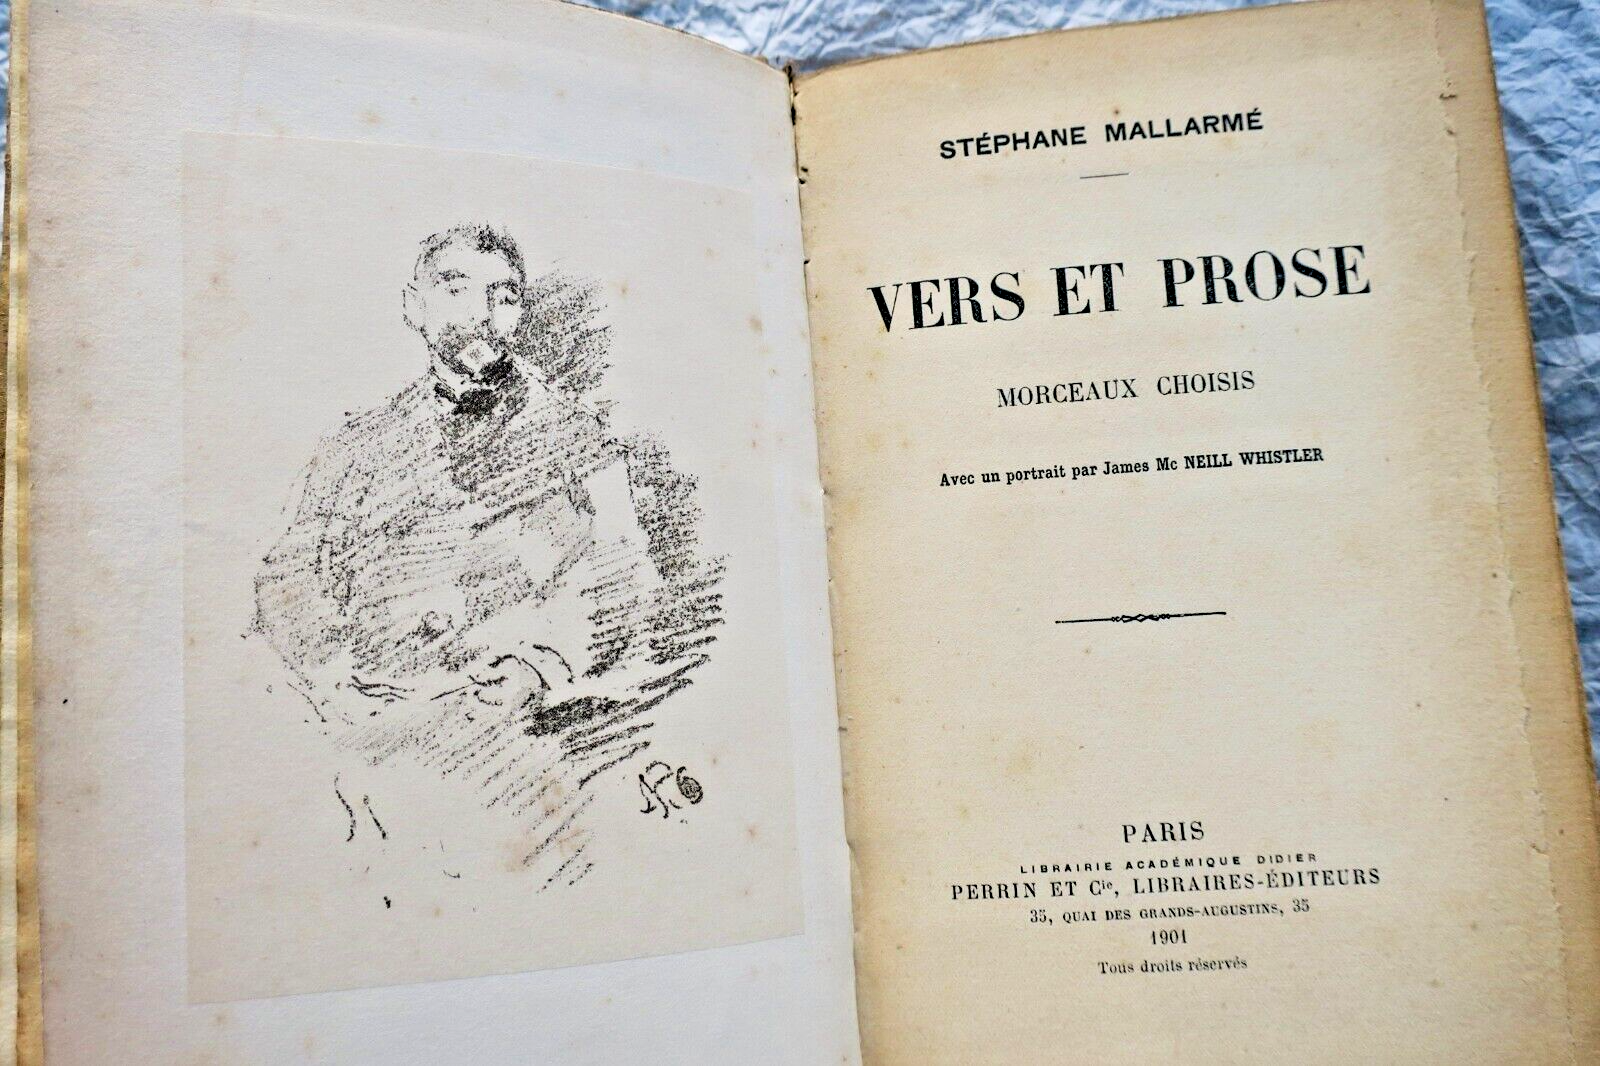 STÉPHANE MALLARMÉ
VERS ET PROSE
MORCEAUX CHOISIS
Avec un portrait par James Mc NEILL WHISTLER
PARIS
LIBRAIRIE ACADÉMIQUE DIDIER
PERRIN ET Cie, LIBRAIRES-ÉDITEURS
35, QUAI DES GRANDS-AUGUSTINS, 35
1901
Tous droits réservés